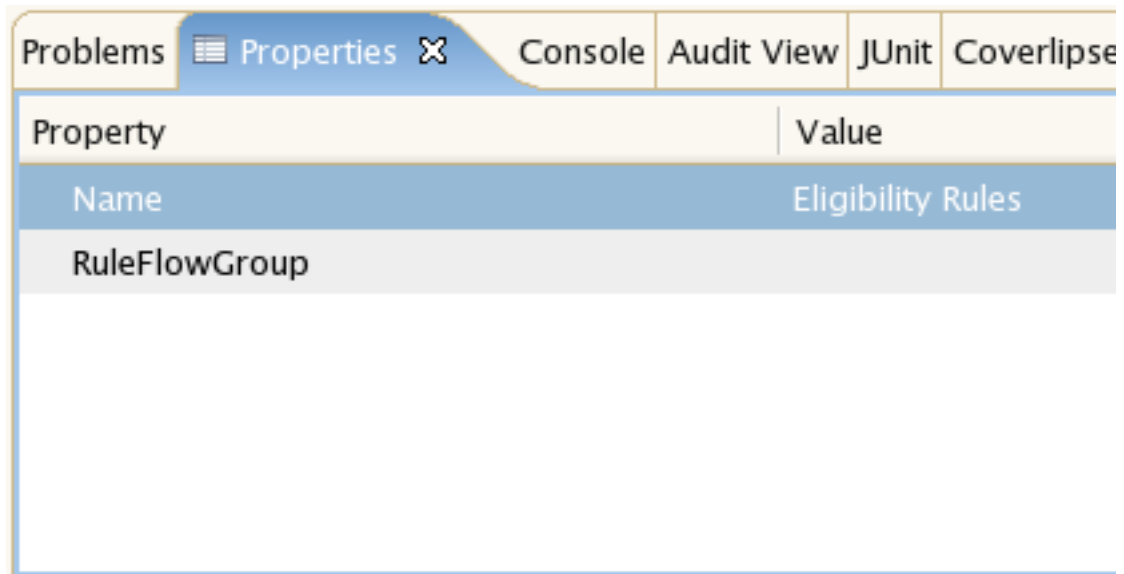 Problems Properties Console Audit View JUnit Coverlipse
Property Value
Name Eligibility Rules
RuleFlowGroup